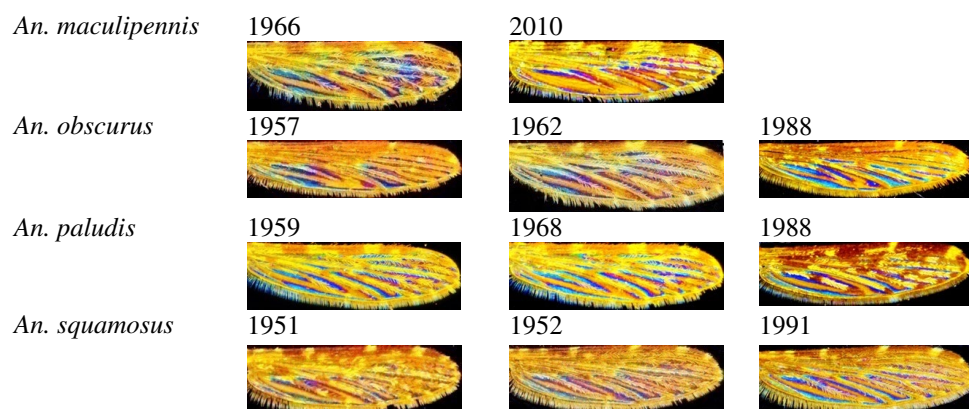 An. maculipennis 1966 2010
An. obscurus 1957 1962 1988
An. paludis 1959 1968 1988
An. squamosus 1951 1952 1991